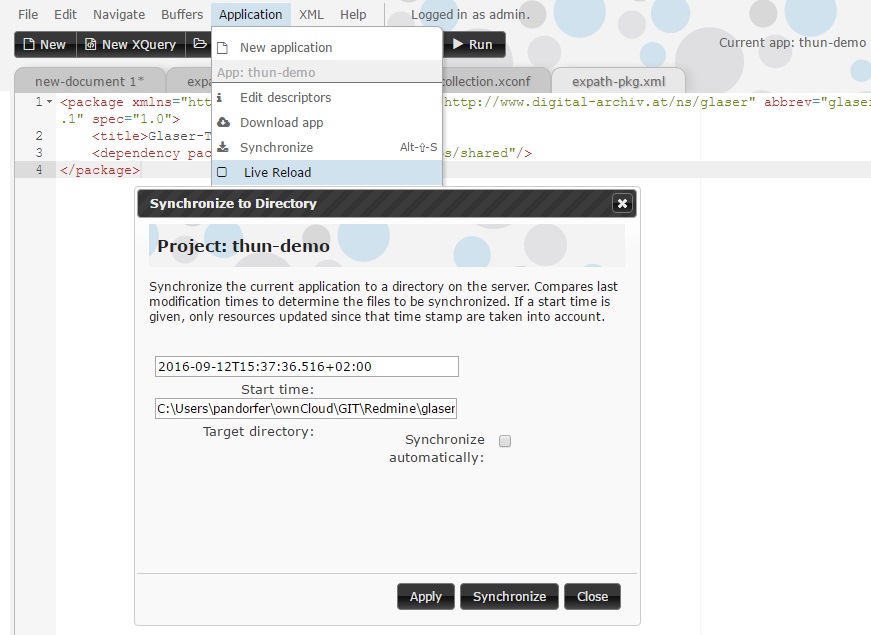 File Edit Navigate Buffers Application XML Help Logged in as admin.
New New XQuery Run Current app: thun-demo
New application
App: thun-demo
new-document 1* expa collection.xconf expath-pkg.xml
Edit descriptors
Download app
Synchronize Alt-⇧-S
Live Reload
1 <package xmlns="htt http://www.digital-archiv.at/ns/glaser" abbrev="glaser
.1" spec="1.0">
2 <title>Glaser-T
3 <dependency pac s/shared"/>
4 </package>
Synchronize to Directory
Project: thun-demo
Synchronize the current application to a directory on the server. Compares last
modification times to determine the files to be synchronized. If a start time is
given, only resources updated since that time stamp are taken into account.
2016-09-12T15:37:36.516+02:00
Start time:
C:\Users\pandorfer\ownCloud\GIT\Redmine\glaser
Target directory:
Synchronize
automatically:
Apply Synchronize Close